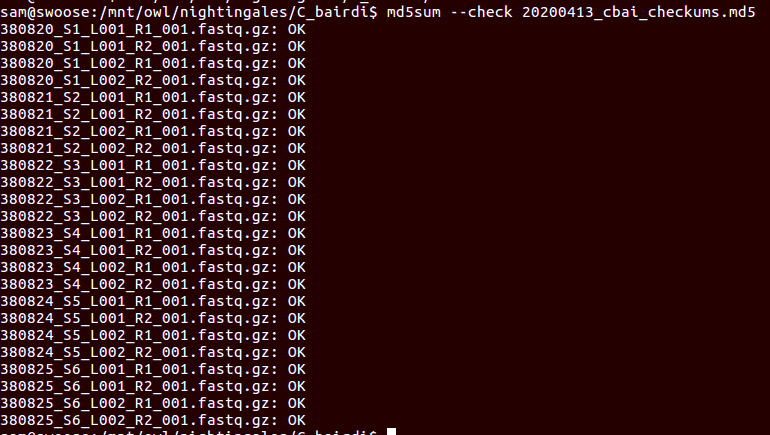 sam@swoose:/mnt/owl/nightingales/C_bairdi$ md5sum --check 20200413_cbai_checkums.md5
380820_S1_L001_R1_001.fastq.gz: OK
380820_S1_L001_R2_001.fastq.gz: OK
380820_S1_L002_R1_001.fastq.gz: OK
380820_S1_L002_R2_001.fastq.gz: OK
380821_S2_L001_R1_001.fastq.gz: OK
380821_S2_L001_R2_001.fastq.gz: OK
380821_S2_L002_R1_001.fastq.gz: OK
380821_S2_L002_R2_001.fastq.gz: OK
380822_S3_L001_R1_001.fastq.gz: OK
380822_S3_L001_R2_001.fastq.gz: OK
380822_S3_L002_R1_001.fastq.gz: OK
380822_S3_L002_R2_001.fastq.gz: OK
380823_S4_L001_R1_001.fastq.gz: OK
380823_S4_L001_R2_001.fastq.gz: OK
380823_S4_L002_R1_001.fastq.gz: OK
380823_S4_L002_R2_001.fastq.gz: OK
380824_S5_L001_R1_001.fastq.gz: OK
380824_S5_L001_R2_001.fastq.gz: OK
380824_S5_L002_R1_001.fastq.gz: OK
380824_S5_L002_R2_001.fastq.gz: OK
380825_S6_L001_R1_001.fastq.gz: OK
380825_S6_L001_R2_001.fastq.gz: OK
380825_S6_L002_R1_001.fastq.gz: OK
380825_S6_L002_R2_001.fastq.gz: OK
sam@swoose:/mnt/owl/nightingales/C_bairdi$